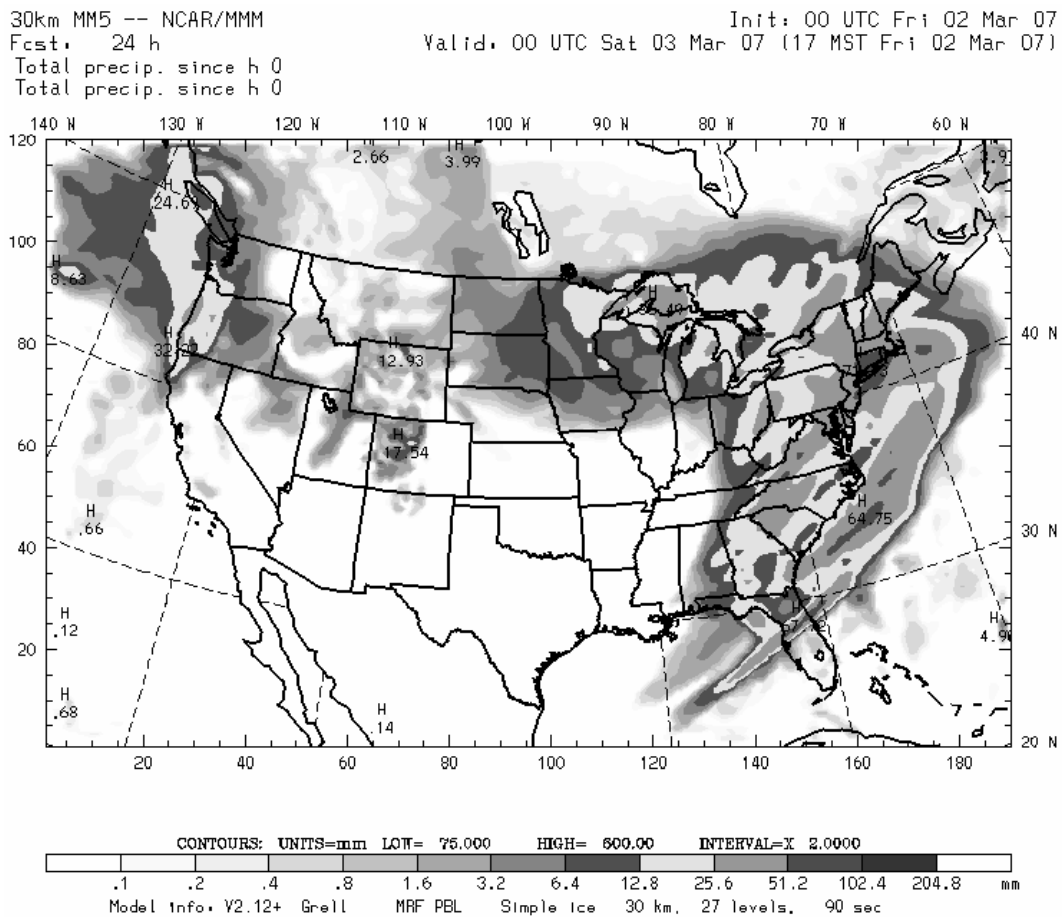 30km MM5 -- NCAR/MMM Init: 00 UTC Fri 02 Mar 07
Fcst: 24 h Valid: 00 UTC Sat 03 Mar 07 (17 MST Fri 02 Mar 07)
Total precip. since h 0
Total precip. since h 0
140 W 130 W 120 W 110 W 100 W 90 W 80 W 70 W 60 W
120
H
2.66 3.99
H
24.69
100
H
8.63
H
40 N
80
H
32.22
H
12.93
60
H
17.54
H
.66
H
64.75
30 N
40
H
.12
H
H
20
H
.68
H
.14
20 N
20 40 60 80 100 120 140 160 180
CONTOURS: UNITS=mm LOW= 75.000 HIGH= 600.00 INTERVAL=X 2.0000
.1 .2 .4 .8 1.6 3.2 6.4 12.8 25.6 51.2 102.4 204.8 mm
Model info: V2.12+ Grell MRF PBL Simple ice 30 km, 27 levels, 90 sec